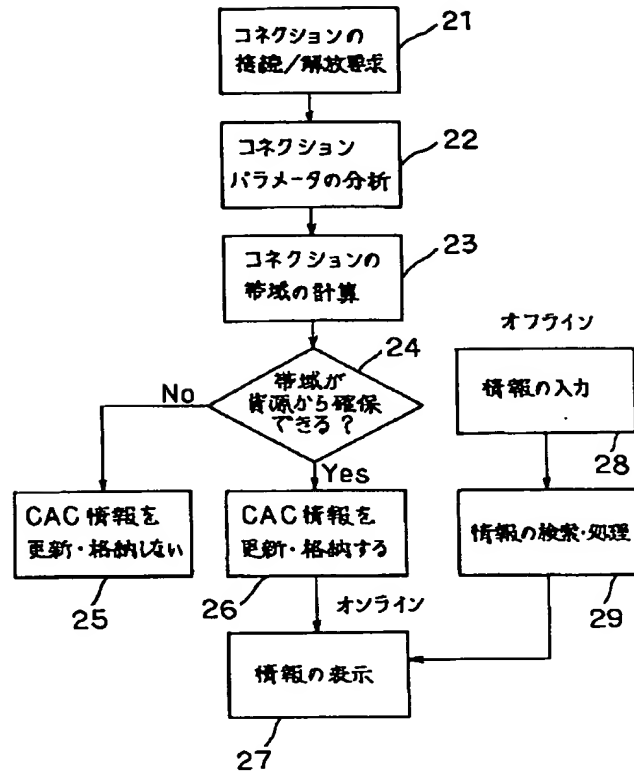 コネクションの
接続/解放要求
21
コネクション
パラメータの分析
22
コネクションの
帯域の計算
23
帯域が
資源から確保
できる?
24
No
Yes
CAC情報を
更新・格納しない
25
CAC情報を
更新・格納する
26
オンライン
情報の表示
27
オフライン
情報の入力
28
情報の検索・処理
29